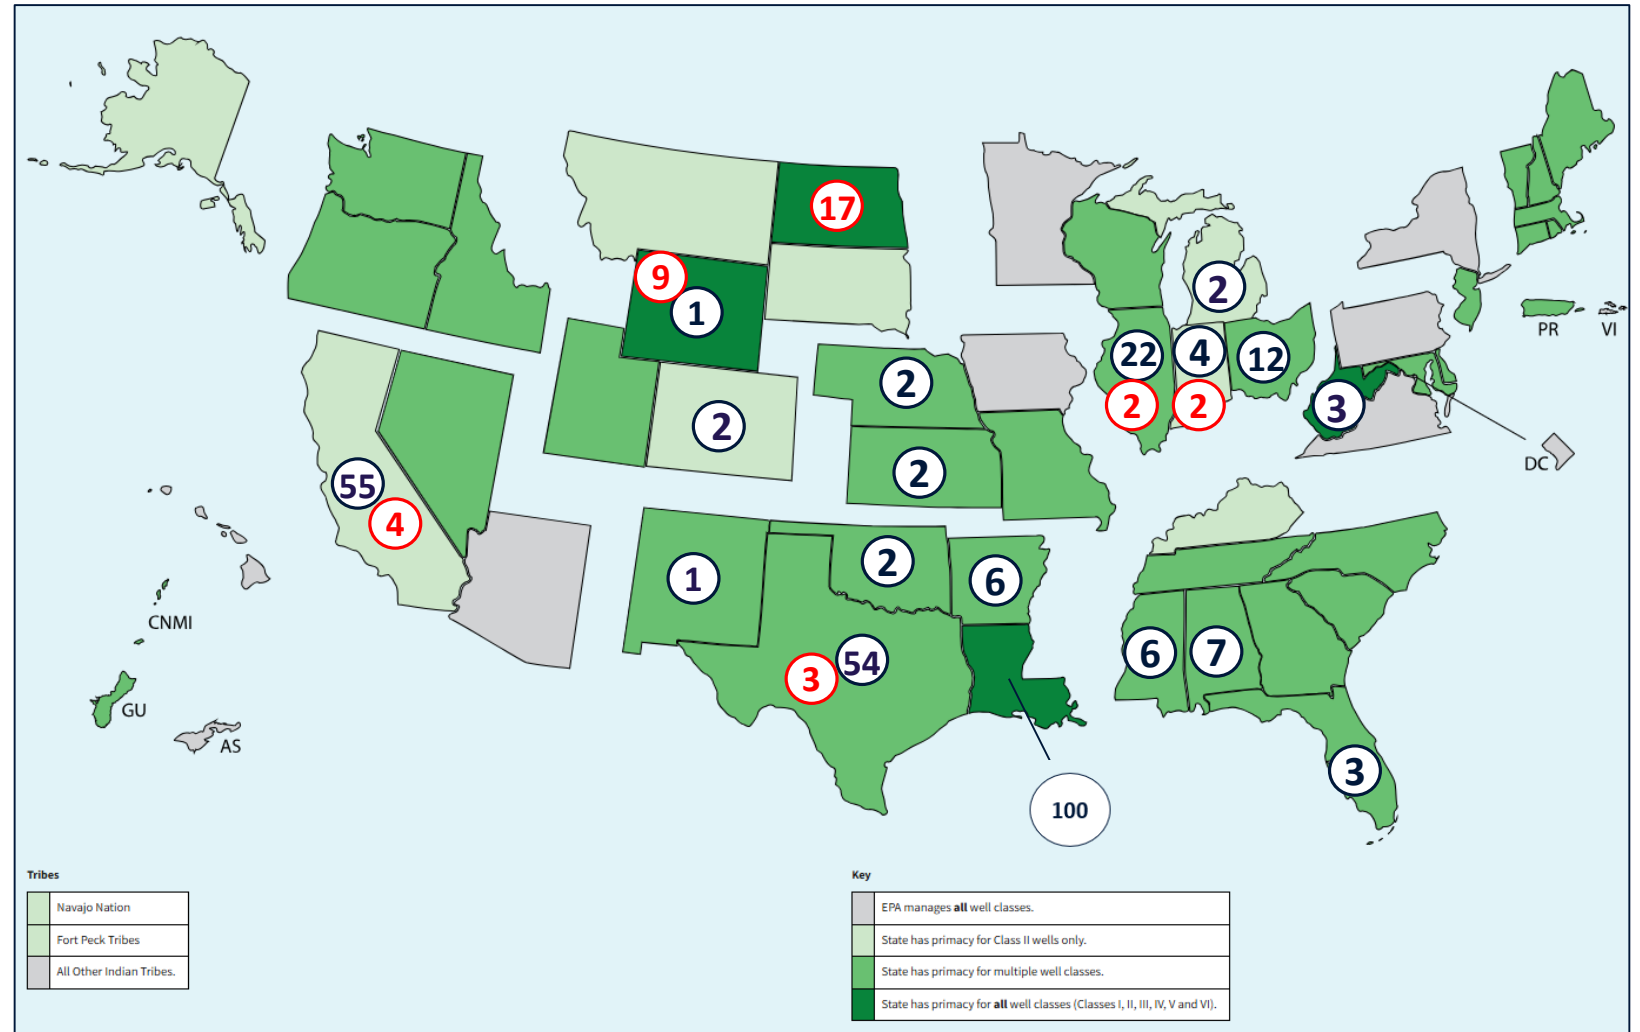 17
9
1
2
2
2
22
2
4
2
12
2
3
55
4
1
2
6
3
54
100
6
7
3
PR
VI
DC
CNMI
GU
AS
Tribes
Navajo Nation
Fort Peck Tribes
All Other Indian Tribes.
Key
EPA manages all well classes.
State has primacy for Class II wells only.
State has primacy for multiple well classes.
State has primacy for all well classes (Classes I, II, III, IV, V and VI).